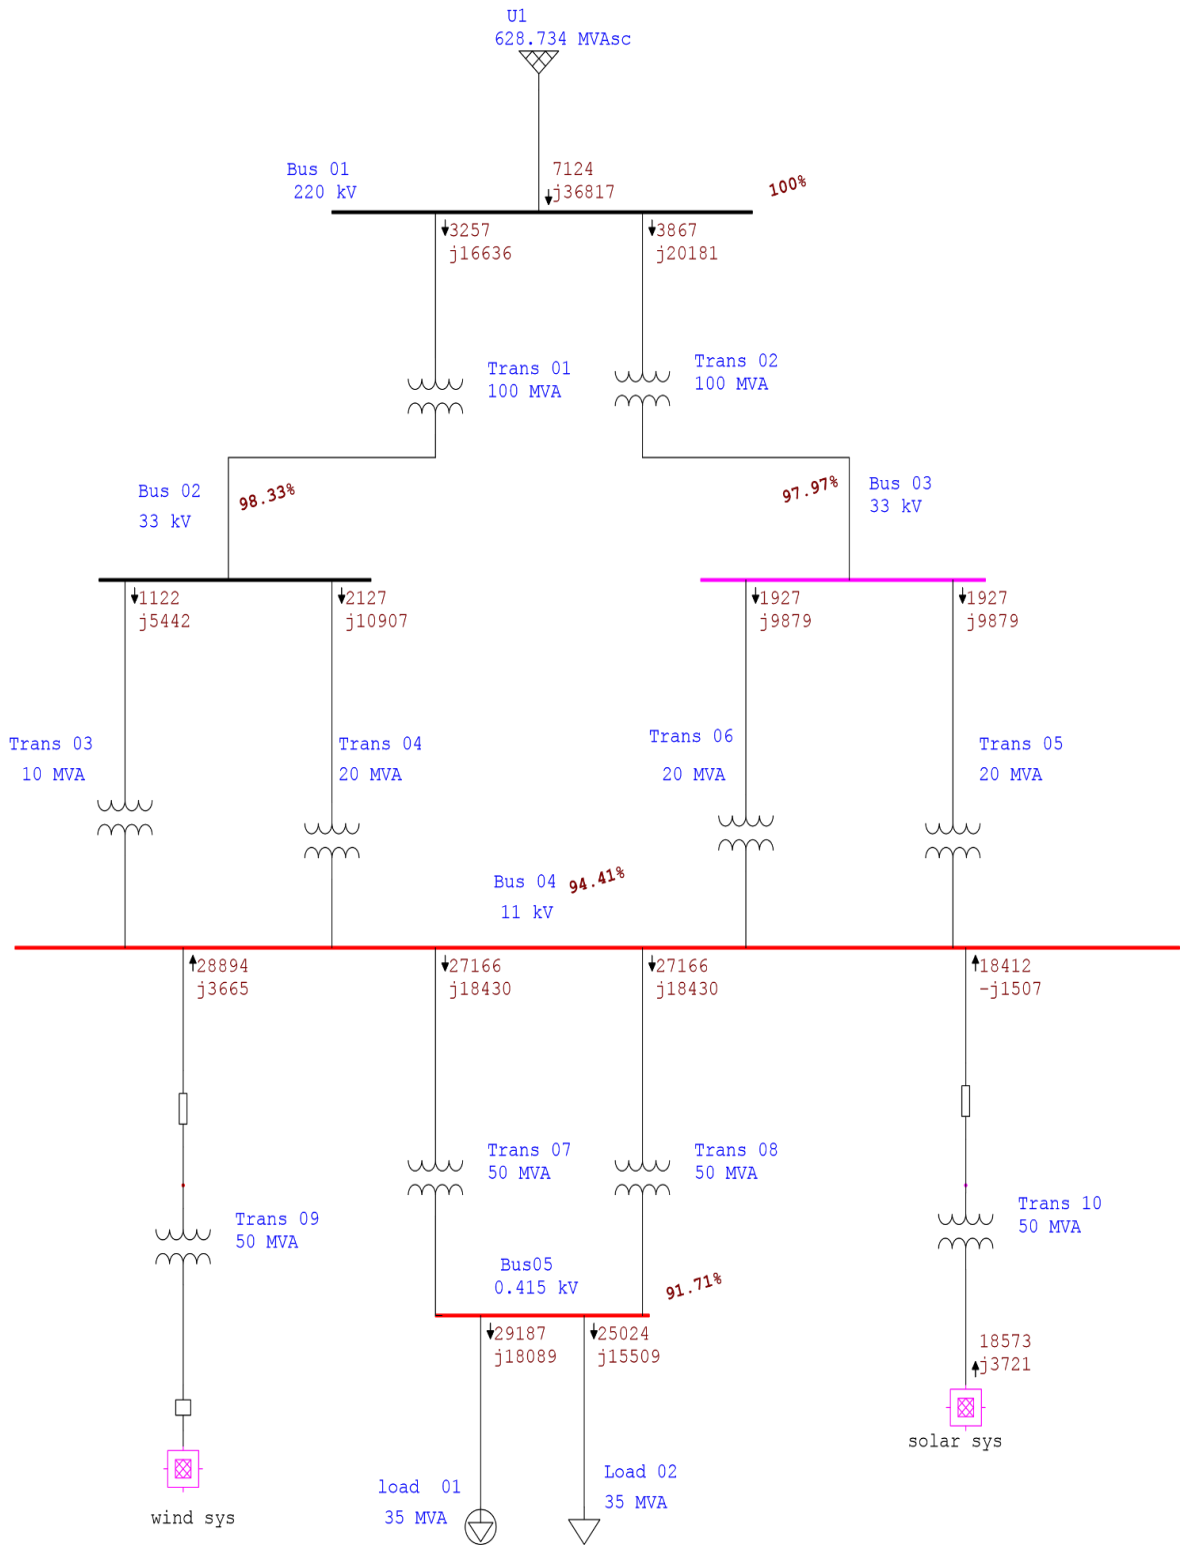 U1
628.734 MVAsc
Bus 01
220 kV
7124
j36817
100%
3257
j16636
3867
j20181
Trans 01
100 MVA
Trans 02
100 MVA
Bus 02
33 kV
98.33%
97.97%
Bus 03
33 kV
1122
j5442
2127
j10907
1927
j9879
1927
j9879
Trans 03
10 MVA
Trans 04
20 MVA
Trans 06
20 MVA
Trans 05
20 MVA
Bus 04
11 kV
94.41%
28894
j3665
27166
j18430
27166
j18430
18412
-j1507
Trans 07
50 MVA
Trans 08
50 MVA
Trans 09
50 MVA
Trans 10
50 MVA
Bus05
0.415 kV
91.71%
29187
j18089
25024
j15509
18573
j3721
solar sys
load  01
35 MVA
Load 02
35 MVA
wind sys